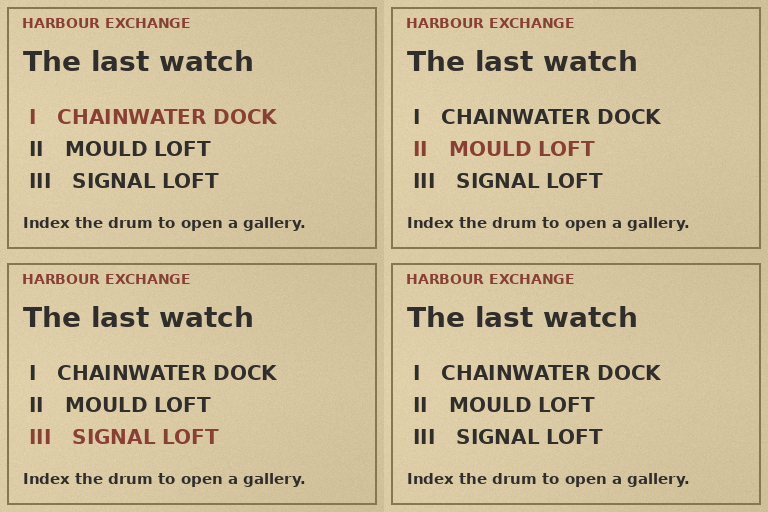 HARBOUR EXCHANGE
The last watch
I CHAINWATER DOCK
II MOULD LOFT
III SIGNAL LOFT
Index the drum to open a gallery.
HARBOUR EXCHANGE
The last watch
I CHAINWATER DOCK
II MOULD LOFT
III SIGNAL LOFT
Index the drum to open a gallery.
HARBOUR EXCHANGE
The last watch
I CHAINWATER DOCK
II MOULD LOFT
III SIGNAL LOFT
Index the drum to open a gallery.
HARBOUR EXCHANGE
The last watch
I CHAINWATER DOCK
II MOULD LOFT
III SIGNAL LOFT
Index the drum to open a gallery.